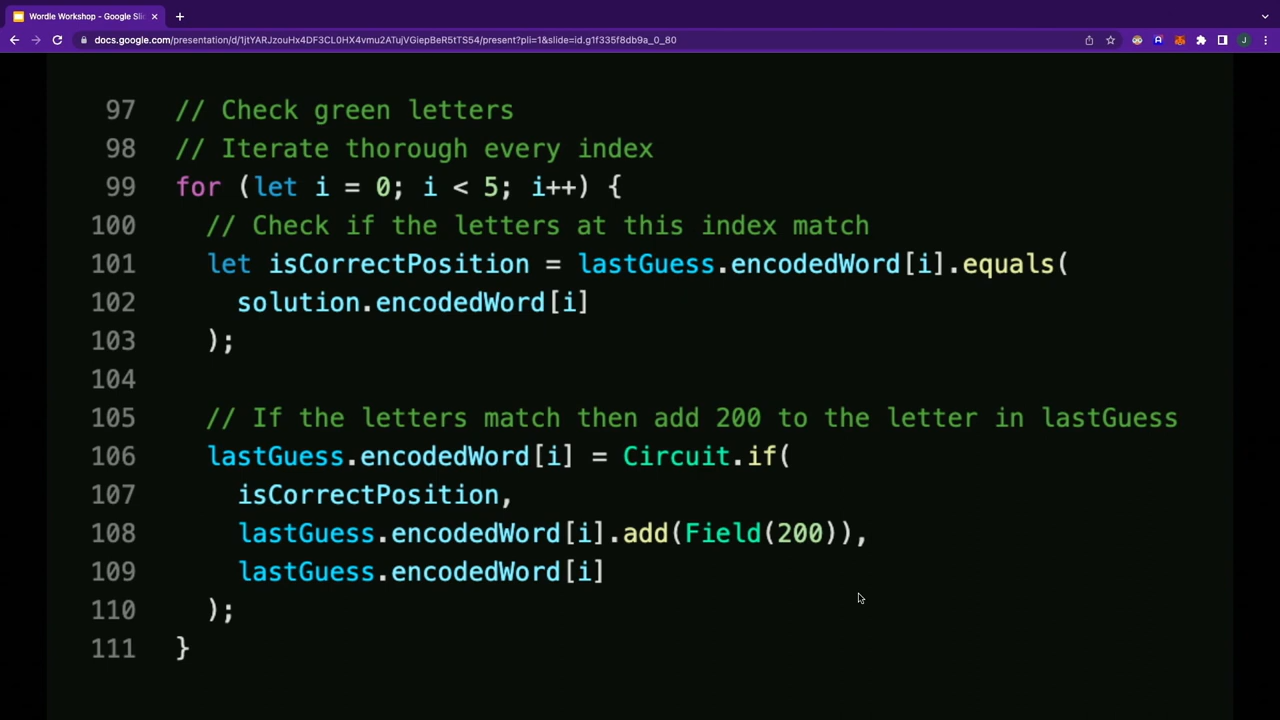 Wordle Workshop - Google Sli
docs.google.com/presentation/d/1jtYARJzouHx4DF3CL0HX4vmu2ATujVGiepBeR5tTS54/present?pli=1&slide=id.g1f335f8db9a_0_80
J
97 // Check green letters
98 // Iterate thorough every index
99 for (let i = 0; i < 5; i++) {
100 // Check if the letters at this index match
101 let isCorrectPosition = lastGuess.encodedWord[i].equals(
102 solution.encodedWord[i]
103 );
104
105 // If the letters match then add 200 to the letter in lastGuess
106 lastGuess.encodedWord[i] = Circuit.if(
107 isCorrectPosition,
108 lastGuess.encodedWord[i].add(Field(200)),
109 lastGuess.encodedWord[i]
110 );
111 }